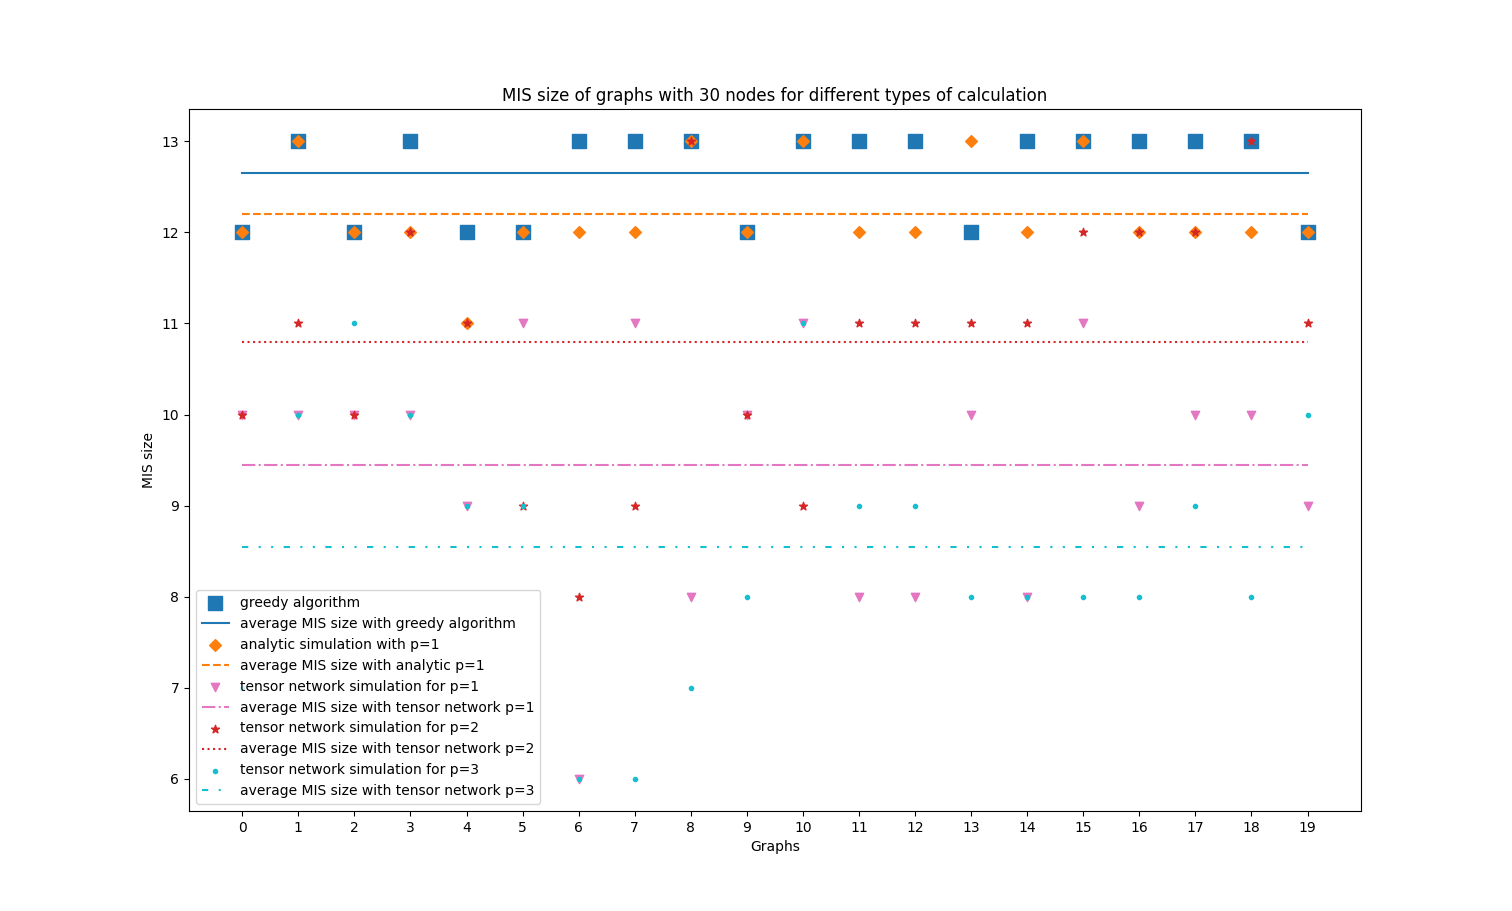 MIS size of graphs with 30 nodes for different types of calculation
MIS size
13
12
11
10
9
8
7
6
greedy algorithm
average MIS size with greedy algorithm
analytic simulation with p=1
average MIS size with analytic p=1
tensor network simulation for p=1
average MIS size with tensor network p=1
tensor network simulation for p=2
average MIS size with tensor network p=2
tensor network simulation for p=3
average MIS size with tensor network p=3
0 1 2 3 4 5 6 7 8 9 10 11 12 13 14 15 16 17 18 19
Graphs